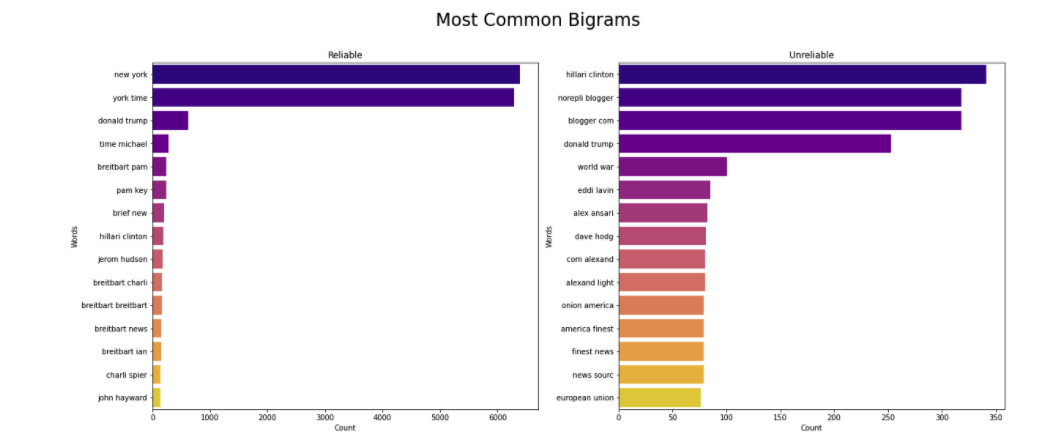 Most Common Bigrams
Reliable
Words
new york
york time
donald trump
time michael
breitbart pam
pam key
brief new
hillari clinton
jerom hudson
breitbart charli
breitbart breitbart
breitbart news
breitbart ian
charli spier
john hayward
0 1000 2000 3000 4000 5000 6000
Count
Unreliable
Words
hillari clinton
norepli blogger
blogger com
donald trump
world war
eddi lavin
alex ansari
dave hodg
com alexand
alexand light
onion america
america finest
finest news
news sourc
european union
0 50 100 150 200 250 300 350
Count